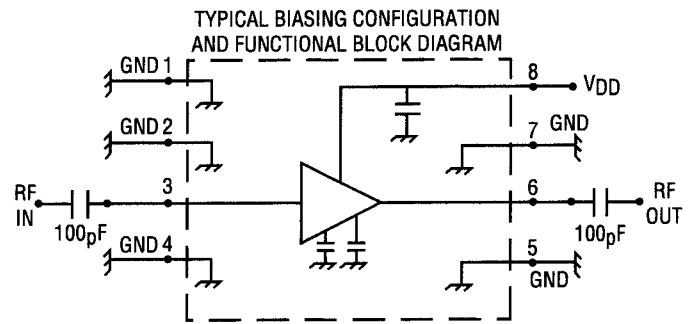 TYPICAL BIASING CONFIGURATION
AND FUNCTIONAL BLOCK DIAGRAM
GND 1
8
VDD
GND 2
7
GND
RF
IN
100pF
3
6
100pF
RF
OUT
GND 4
5
GND